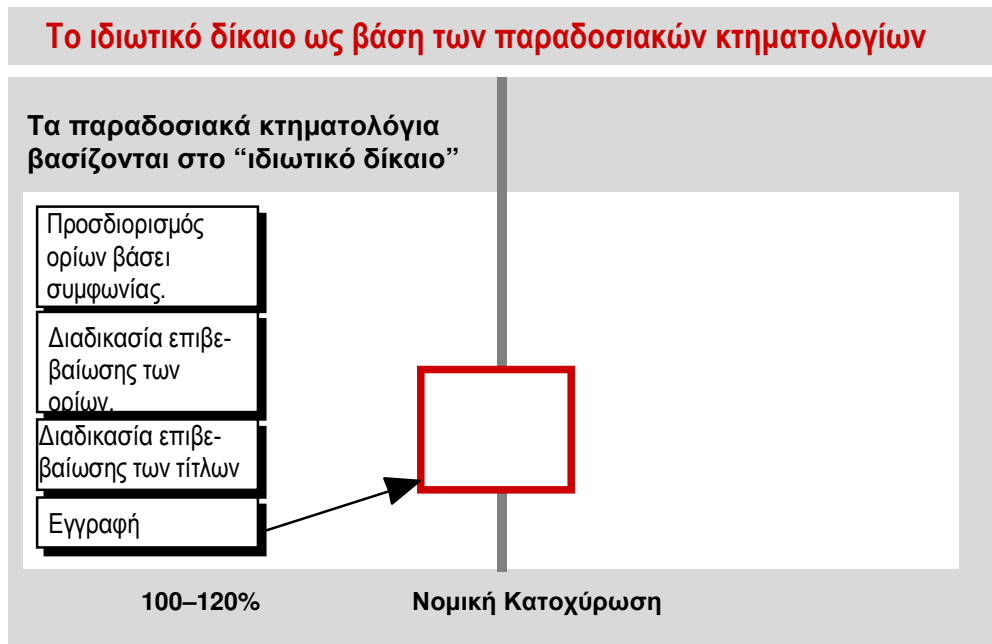 Το ιδιωτικό δίκαιο ως βάση των παραδοσιακών κτηματολογίων
Τα παραδοσιακά κτηματολόγια
βασίζονται στο “ιδιωτικό δίκαιο”
Προσδιορισμός
ορίων βάσει
συμφωνίας.
Διαδικασία επιβε-
βαίωσης των
ορίων.
Διαδικασία επιβε-
βαίωσης των τίτλων
Εγγραφή
100–120%
Νομική Κατοχύρωση